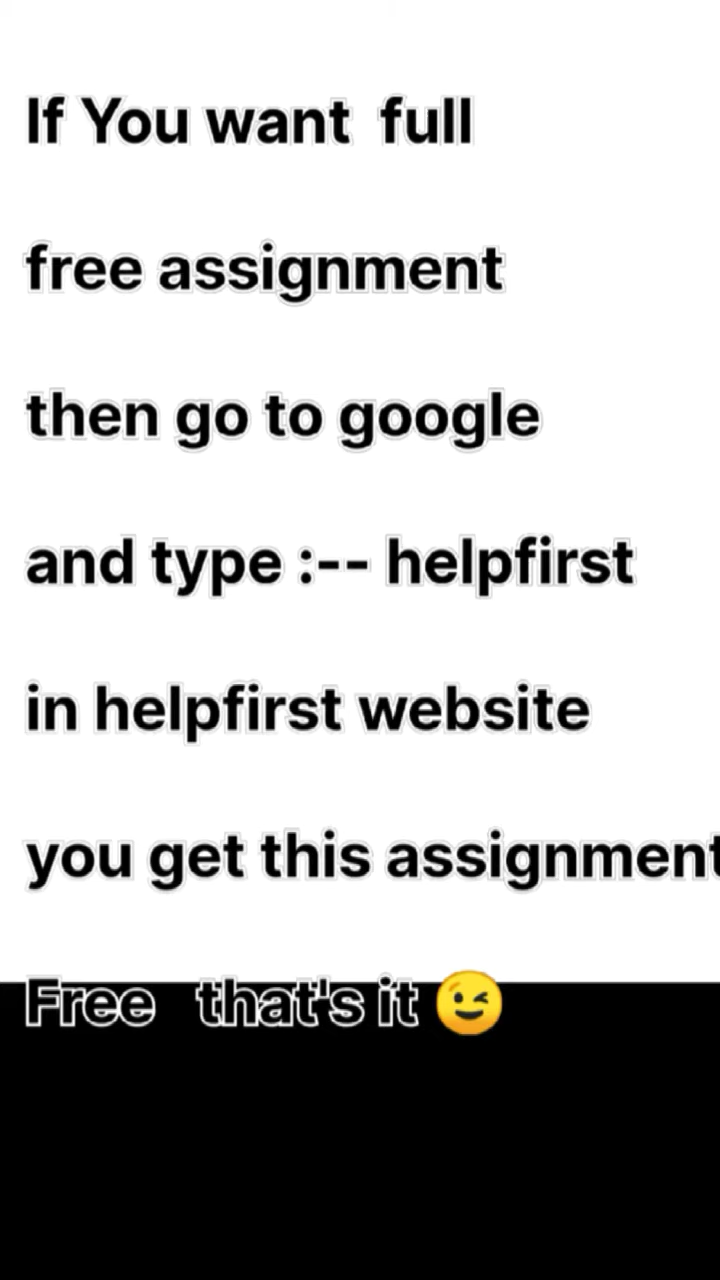 If You want  full
free assignment
then go to google
and type :-- helpfirst
in helpfirst website
you get this assignment
Free   that's it 😉